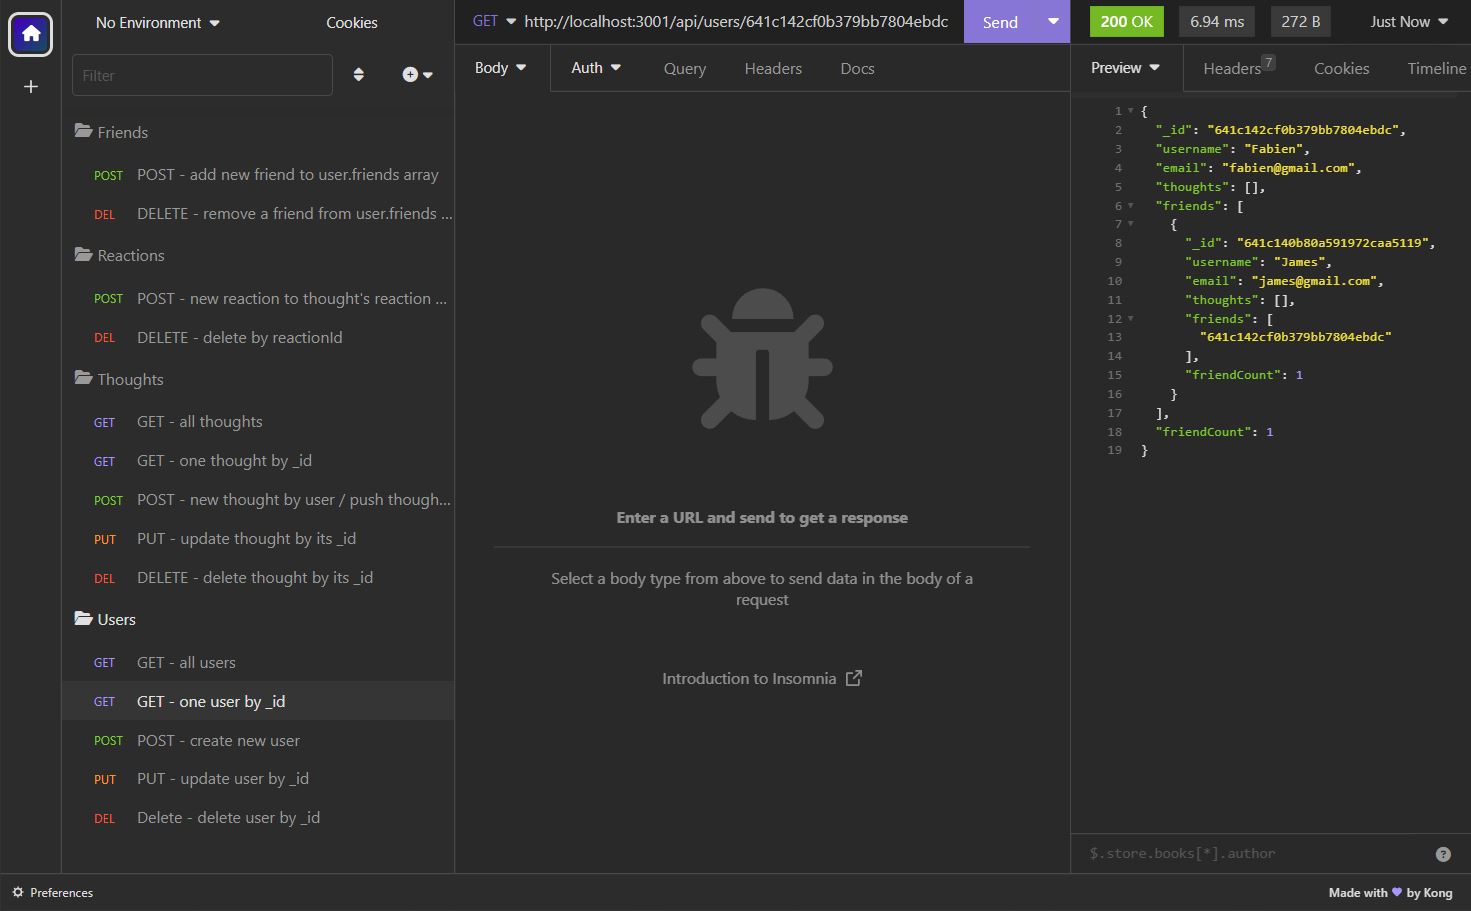 No Environment
Cookies
Filter
Friends
POST POST - add new friend to user.friends array
DEL DELETE - remove a friend from user.friends ...
Reactions
POST POST - new reaction to thought's reaction ...
DEL DELETE - delete by reactionId
Thoughts
GET GET - all thoughts
GET GET - one thought by _id
POST POST - new thought by user / push though...
PUT PUT - update thought by its _id
DEL DELETE - delete thought by its _id
Users
GET GET - all users
GET GET - one user by _id
POST POST - create new user
PUT PUT - update user by _id
DEL Delete - delete user by _id
Preferences
GET http://localhost:3001/api/users/641c142cf0b379bb7804ebdc Send
Body Auth Query Headers Docs
Enter a URL and send to get a response
Select a body type from above to send data in the body of a
request
Introduction to Insomnia
200 OK 6.94 ms 272 B Just Now
Preview Headers 7 Cookies Timeline
1 {
2 "_id": "641c142cf0b379bb7804ebdc",
3 "username": "Fabien",
4 "email": "fabien@gmail.com",
5 "thoughts": [],
6 "friends": [
7 {
8 "_id": "641c140b80a591972caa5119",
9 "username": "James",
10 "email": "james@gmail.com",
11 "thoughts": [],
12 "friends": [
13 "641c142cf0b379bb7804ebdc"
14 ],
15 "friendCount": 1
16 }
17 ],
18 "friendCount": 1
19 }
$.store.books[*].author
?
Made with by Kong